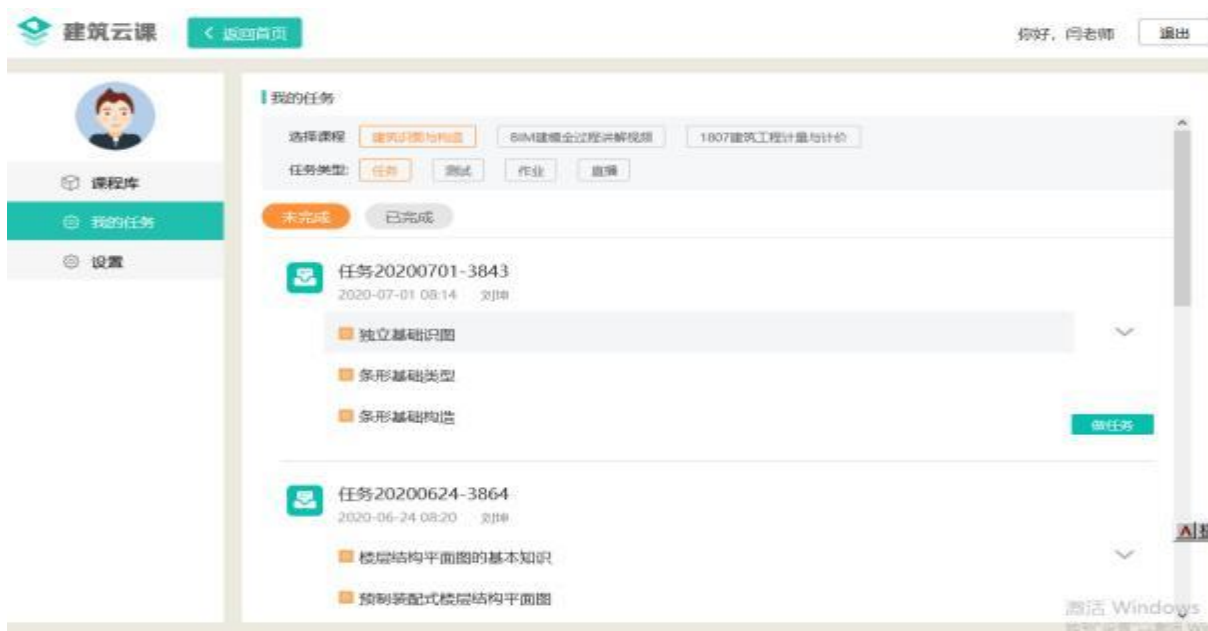 建筑云课 < 返回首页 你好，闫老师 退出
我的任务
选择课程 建筑识图与构造 BIM建模全过程讲解视频 1807建筑工程计量与计价
任务类型: 任务 测试 作业 直播
课程库
我的任务
设置
未完成 已完成
任务20200701-3843
2020-07-01 08:14 刘坤
独立基础识图
条形基础类型
条形基础构造
做任务
任务20200624-3864
2020-06-24 08:20 刘坤
楼层结构平面图的基本知识
预制装配式楼层结构平面图
激活 Windows